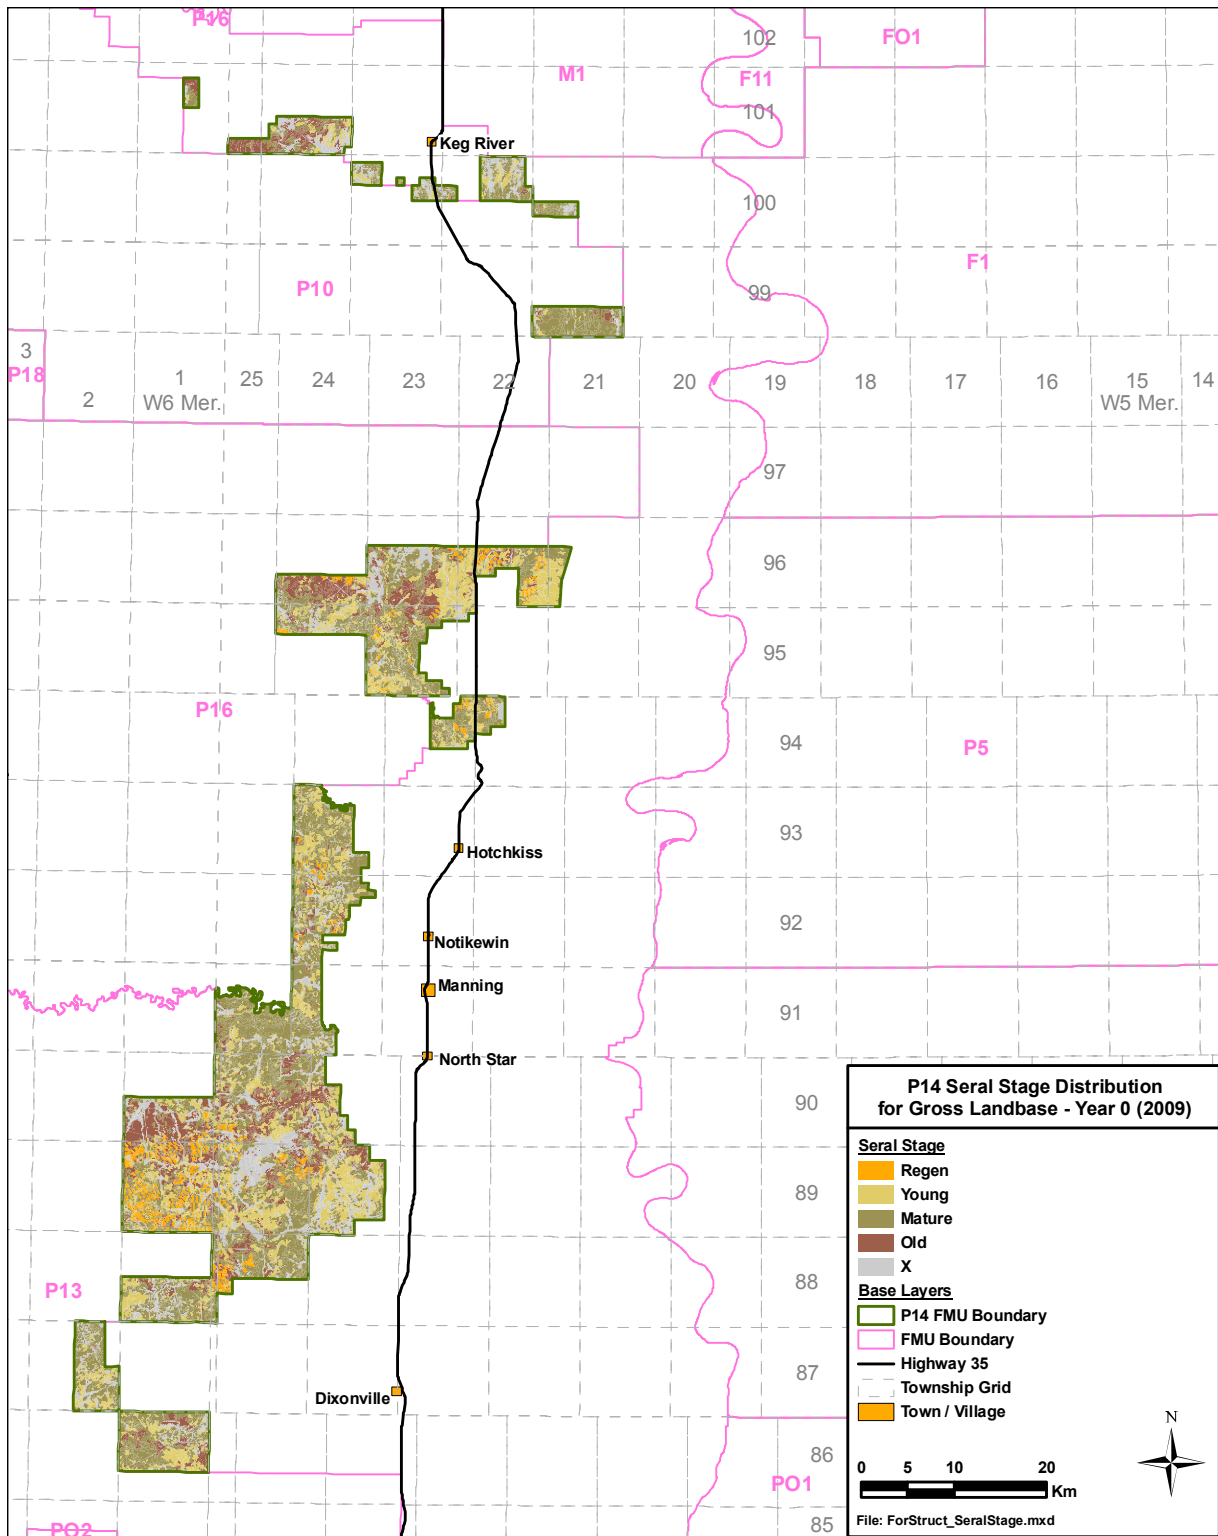 P16
102
FO1
M1
F11
101
Keg River
100
F1
P10
99
3
P18
1
25
24
23
22
21
20
19
18
17
16
15
14
2
W6 Mer.
W5 Mer.
97
96
95
P16
94
P5
93
Hotchkiss
92
Notikewin
Manning
91
North Star
90
89
88
P13
87
Dixonville
86
PO1
85
PO2
P14 Seral Stage Distribution
for Gross Landbase - Year 0 (2009)
Seral Stage
Regen
Young
Mature
Old
X
Base Layers
P14 FMU Boundary
FMU Boundary
Highway 35
Township Grid
Town / Village
N
0 5 10 20
Km
File: ForStruct_SeralStage.mxd